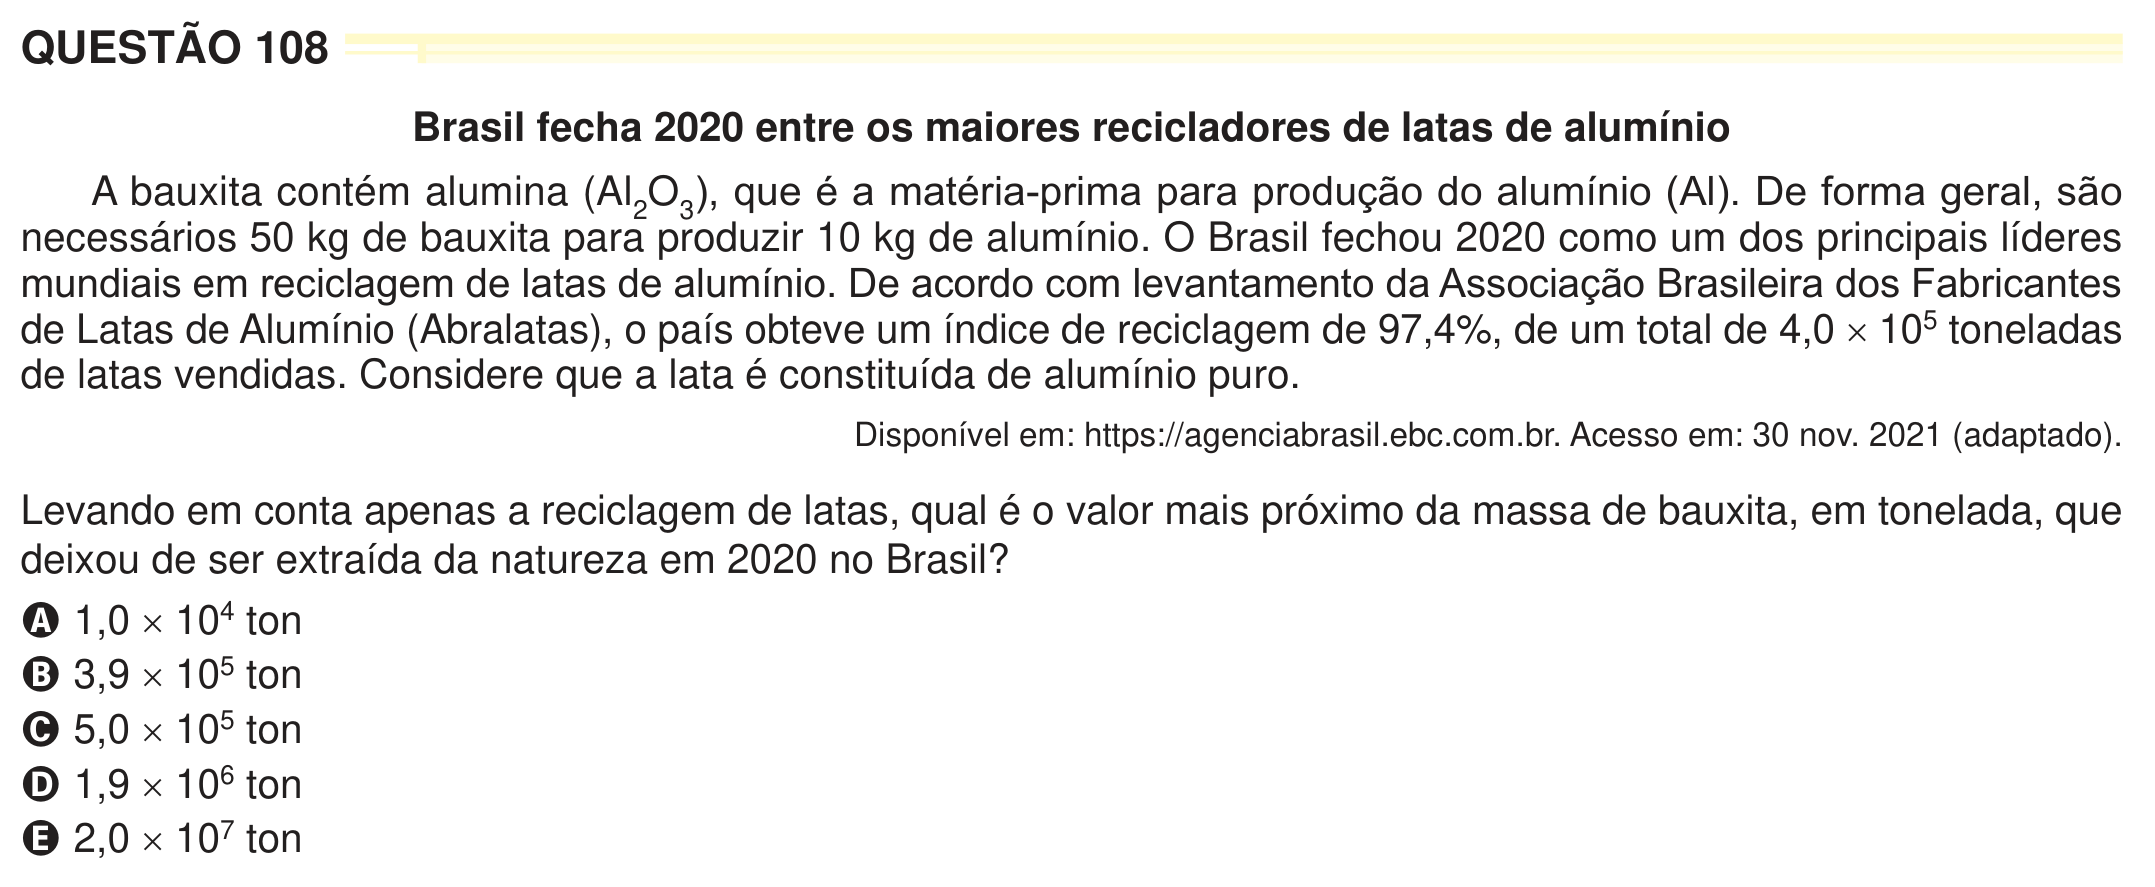 QUESTÃO 108
Brasil fecha 2020 entre os maiores recicladores de latas de alumínio
A bauxita contém alumina (Al₂O₃), que é a matéria-prima para produção do alumínio (Al). De forma geral, são
necessários 50 kg de bauxita para produzir 10 kg de alumínio. O Brasil fechou 2020 como um dos principais líderes
mundiais em reciclagem de latas de alumínio. De acordo com levantamento da Associação Brasileira dos Fabricantes
de Latas de Alumínio (Abralatas), o país obteve um índice de reciclagem de 97,4%, de um total de 4,0 × 10⁵ toneladas
de latas vendidas. Considere que a lata é constituída de alumínio puro.
Disponível em: https://agenciabrasil.ebc.com.br. Acesso em: 30 nov. 2021 (adaptado).
Levando em conta apenas a reciclagem de latas, qual é o valor mais próximo da massa de bauxita, em tonelada, que
deixou de ser extraída da natureza em 2020 no Brasil?
A 1,0 × 10⁴ ton
B 3,9 × 10⁵ ton
C 5,0 × 10⁵ ton
D 1,9 × 10⁶ ton
E 2,0 × 10⁷ ton